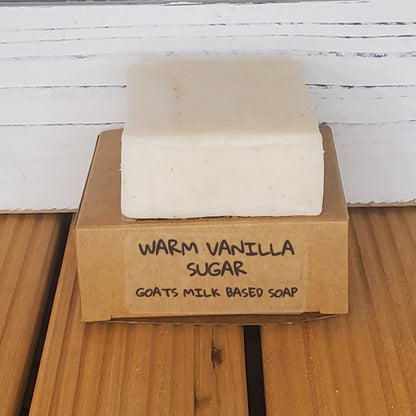 WARM VANILLA
SUGAR
GOATS MILK BASED SOAP